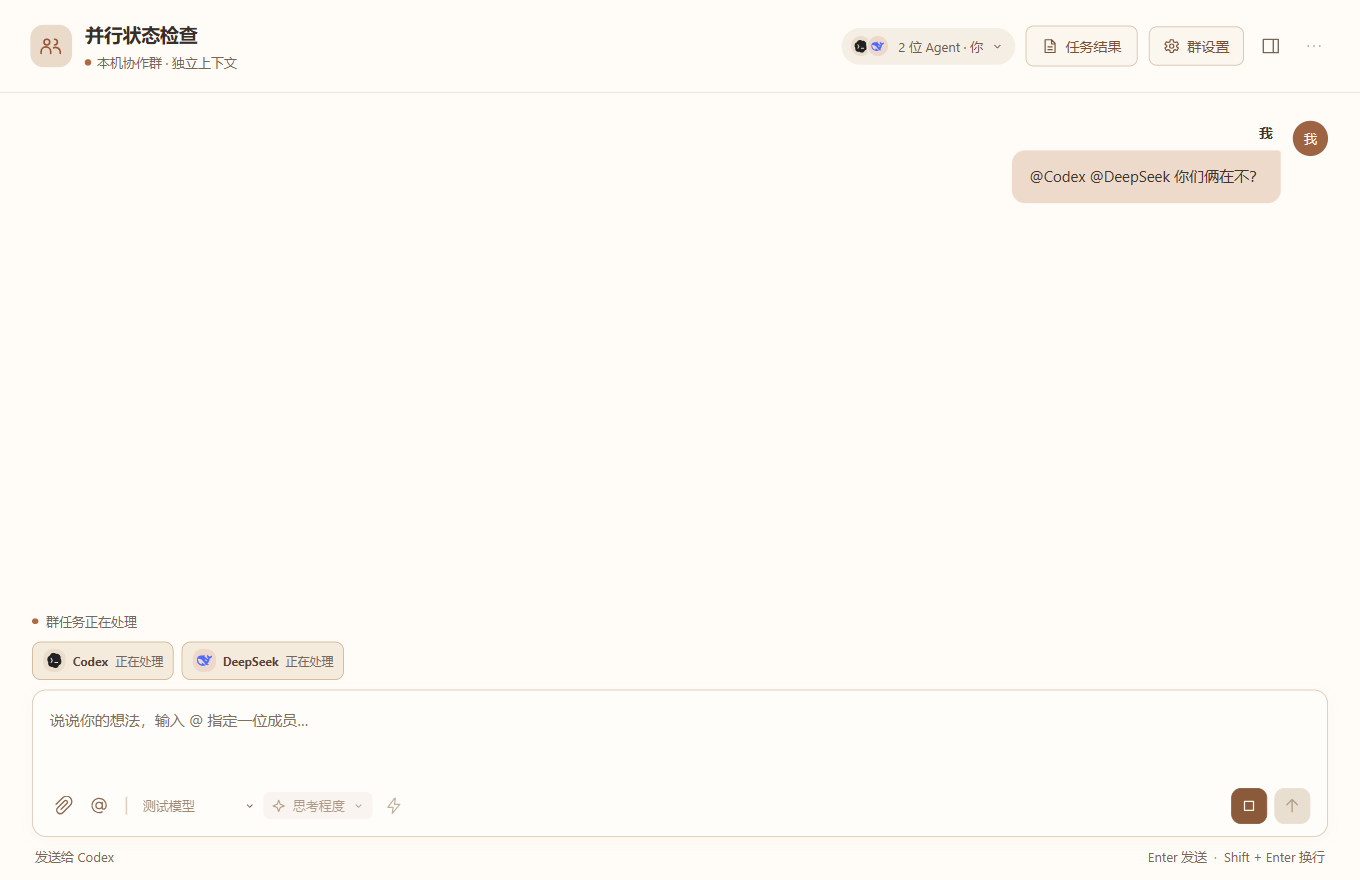 并行状态检查
本机协作群 · 独立上下文
2 位 Agent · 你
任务结果
群设置
我
我
@Codex @DeepSeek 你们俩在不?
群任务正在处理
Codex 正在处理
DeepSeek 正在处理
说说你的想法，输入 @ 指定一位成员...
测试模型
思考程度
发送给 Codex
Enter 发送 · Shift + Enter 换行